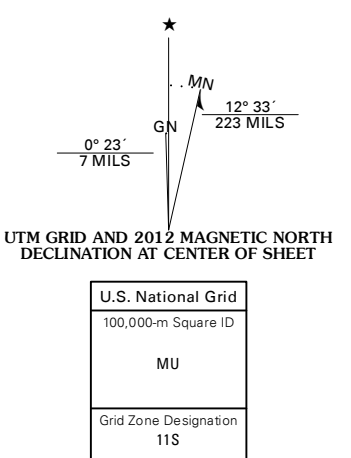 ★
MN
GN
12° 33´
223 MILS
0° 23´
7 MILS
UTM GRID AND 2012 MAGNETIC NORTH
DECLINATION AT CENTER OF SHEET
U.S. National Grid
100,000-m Square ID
MU
Grid Zone Designation
11S